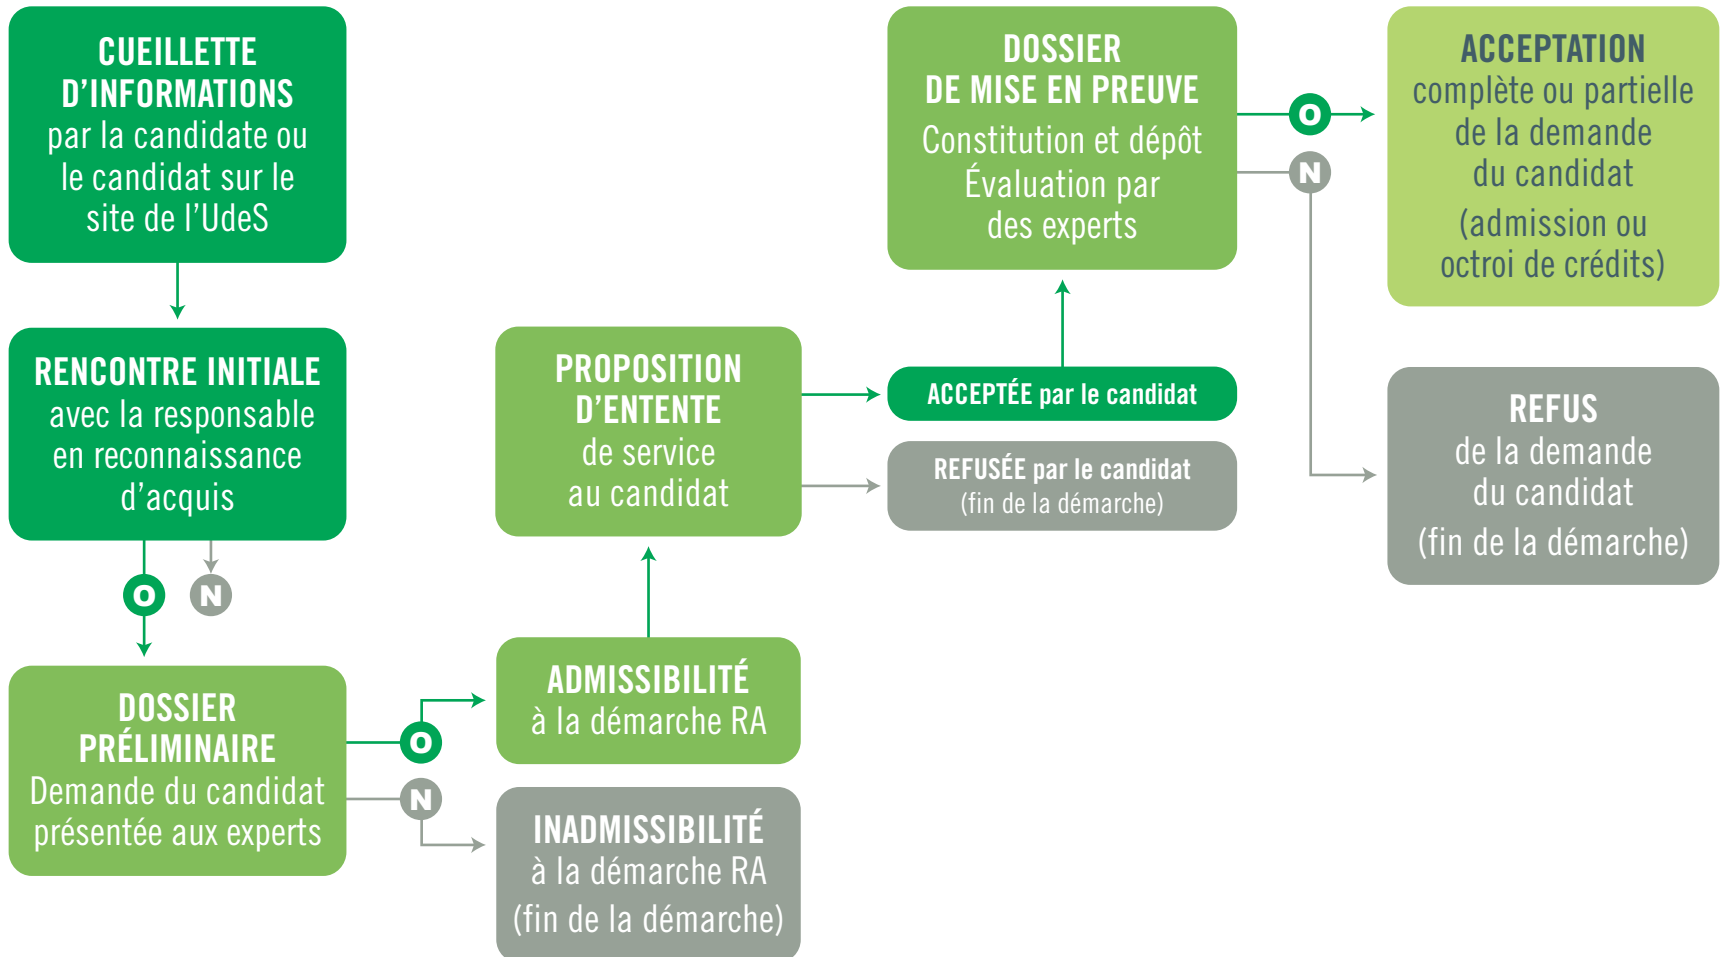 CUEILLETTE
D’INFORMATIONS
par la candidate ou
le candidat sur le
site de l’UdeS
RENCONTRE INITIALE
avec la responsable
en reconnaissance
d’acquis
O
N
DOSSIER
PRÉLIMINAIRE
Demande du candidat
présentée aux experts
O
N
ADMISSIBILITÉ
à la démarche RA
INADMISSIBILITÉ
à la démarche RA
(fin de la démarche)
PROPOSITION
D’ENTENTE
de service
au candidat
ACCEPTÉE par le candidat
REFUSÉE par le candidat
(fin de la démarche)
DOSSIER
DE MISE EN PREUVE
Constitution et dépôt
Évaluation par
des experts
O
N
ACCEPTATION
complète ou partielle
de la demande
du candidat
(admission ou
octroi de crédits)
REFUS
de la demande
du candidat
(fin de la démarche)